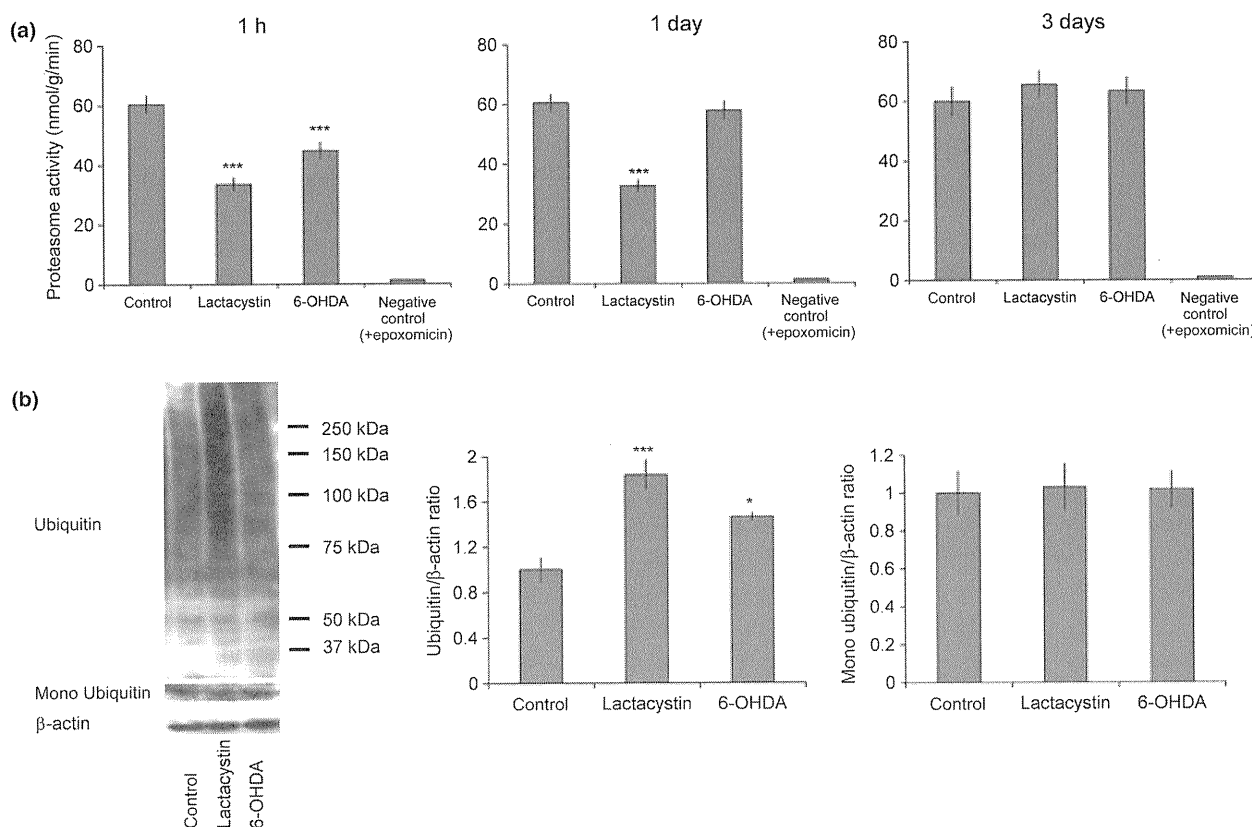 (a)
1 h
1 day
3 days
Proteasome activity (nmol/g/min)
80
60
40
20
0
Control
Lactacystin
6-OHDA
Negative
control
(+epoxomicin)
***
***
80
60
40
20
0
Control
Lactacystin
6-OHDA
Negative
control
(+epoxomicin)
***
80
60
40
20
0
Control
Lactacystin
6-OHDA
Negative
control
(+epoxomicin)
(b)
Ubiquitin
Mono Ubiquitin
β-actin
250 kDa
150 kDa
100 kDa
75 kDa
50 kDa
37 kDa
Control
Lactacystin
6-OHDA
Ubiquitin/β-actin ratio
2
1.6
1.2
0.8
0.4
0
***
*
Control
Lactacystin
6-OHDA
Mono ubiquitin/β-actin ratio
1.2
1
0.8
0.6
0.4
0.2
0
Control
Lactacystin
6-OHDA